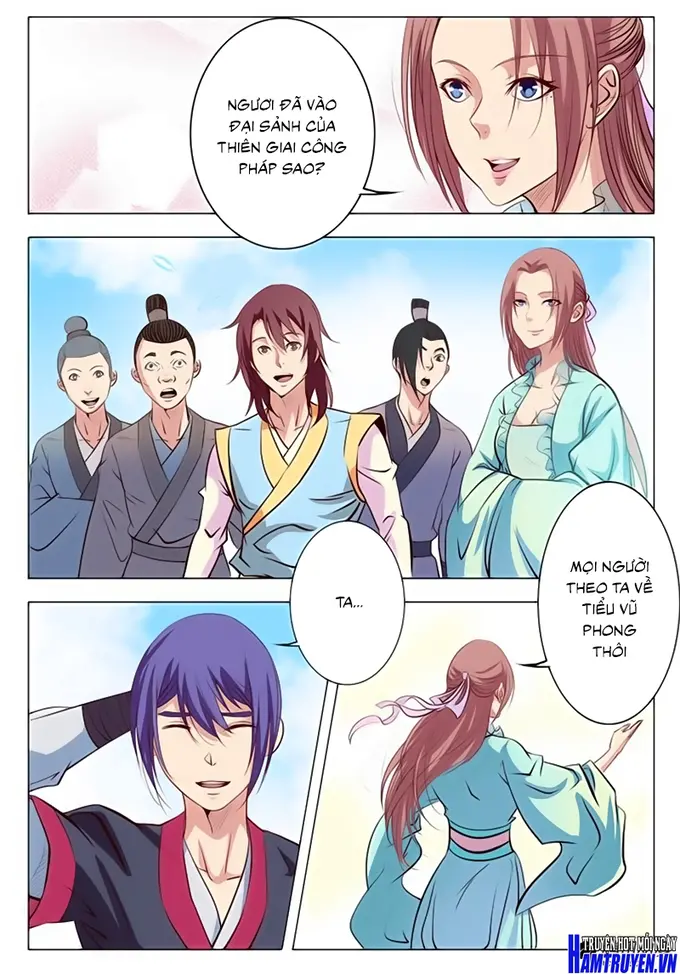 NGƯƠI ĐÃ VÀO
ĐẠI SẢNH CỦA
THIÊN GIAI CÔNG
PHÁP SAO?
TA...
MỌI NGƯỜI
THEO TA VỀ
TIỂU VŨ
PHONG
THÔI
TRUYỆN HOT MỖI NGÀY
HAMTRUYEN.VN